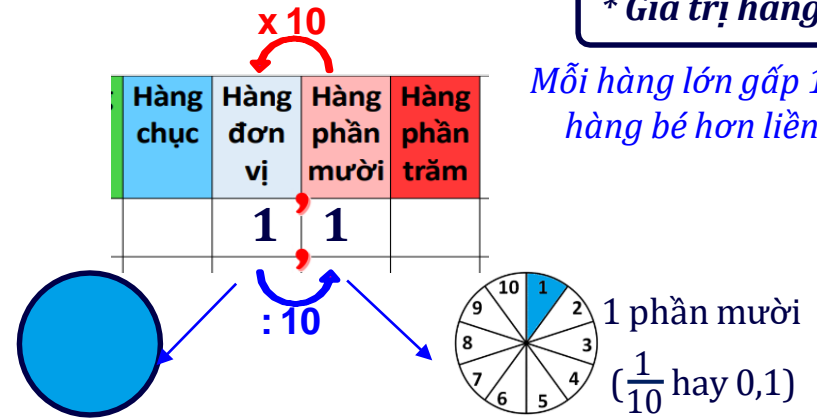 * Giá trị hàng
x 10
Mỗi hàng lớn gấp 1
hàng bé hơn liền
Hàng chục
Hàng đơn vị
Hàng phần mười
Hàng phần trăm
1 , 1
,
: 10
1 2 3 4 5 6 7 8 9 10
1 phần mười
(1/10 hay 0,1)